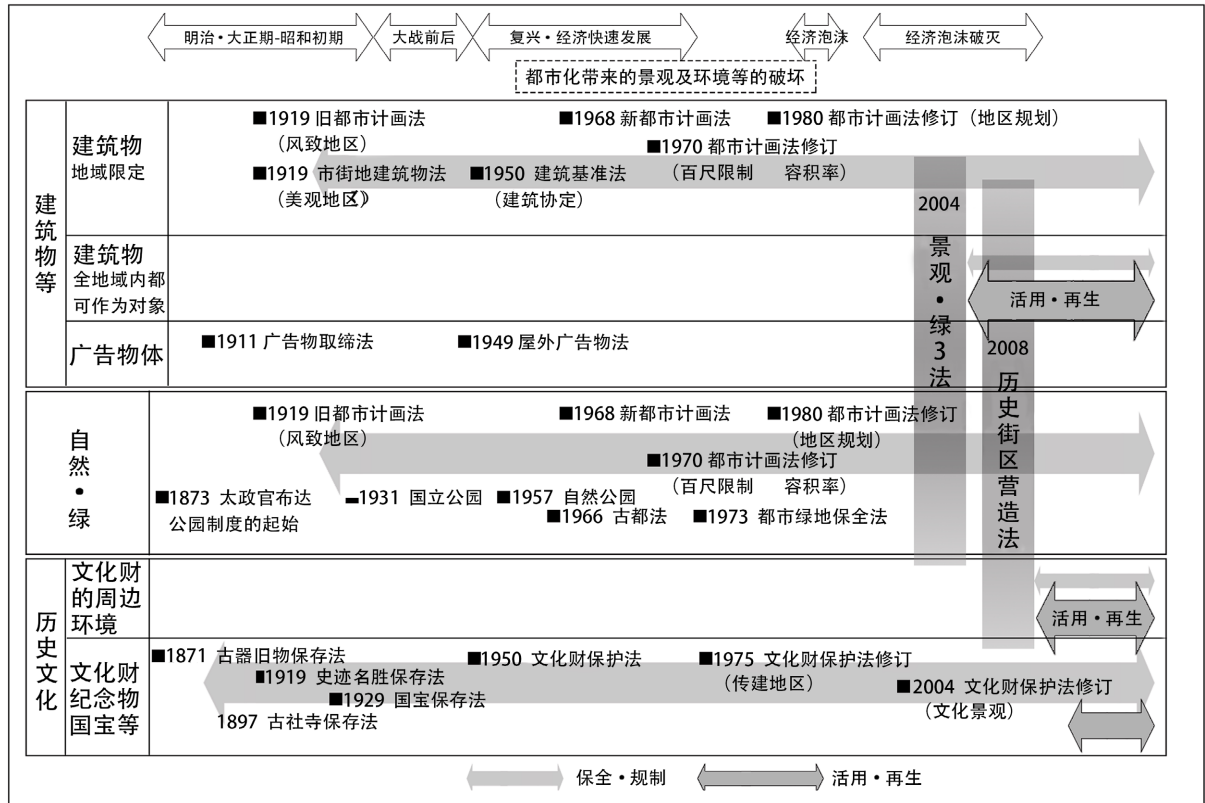 明治・大正期-昭和初期
大战前后
复兴・经济快速发展
经济泡沫
经济泡沫破灭
都市化带来的景观及环境等的破坏
建筑物等
建筑物
地域限定
■1919 旧都市计画法
(风致地区)
■1968 新都市计画法
■1980 都市计画法修订 (地区规划)
■1970 都市计画法修订
(百尺限制 容积率)
■1919 市街地建筑物法
(美观地区)
■1950 建筑基准法
(建筑协定)
2004 景观・绿3法
建筑物
全地域内都
可作为对象
活用・再生
广告物体
■1911 广告物取缔法
■1949 屋外广告物法
2008 历史街区营造法
自然・绿
■1919 旧都市计画法
(风致地区)
■1968 新都市计画法
■1980 都市计画法修订
(地区规划)
■1970 都市计画法修订
(百尺限制 容积率)
■1873 太政官布达
公园制度的起始
1931 国立公园
■1957 自然公园
■1966 古都法
■1973 都市绿地保全法
历史文化
文化财
的周边
环境
活用・再生
文化财
纪念物
国宝等
■1871 古器旧物保存法
■1919 史迹名胜保存法
■1929 国宝保存法
1897 古社寺保存法
■1950 文化财保护法
■1975 文化财保护法修订
(传建地区)
■2004 文化财保护法修订
(文化景观)
保全・规制
活用・再生